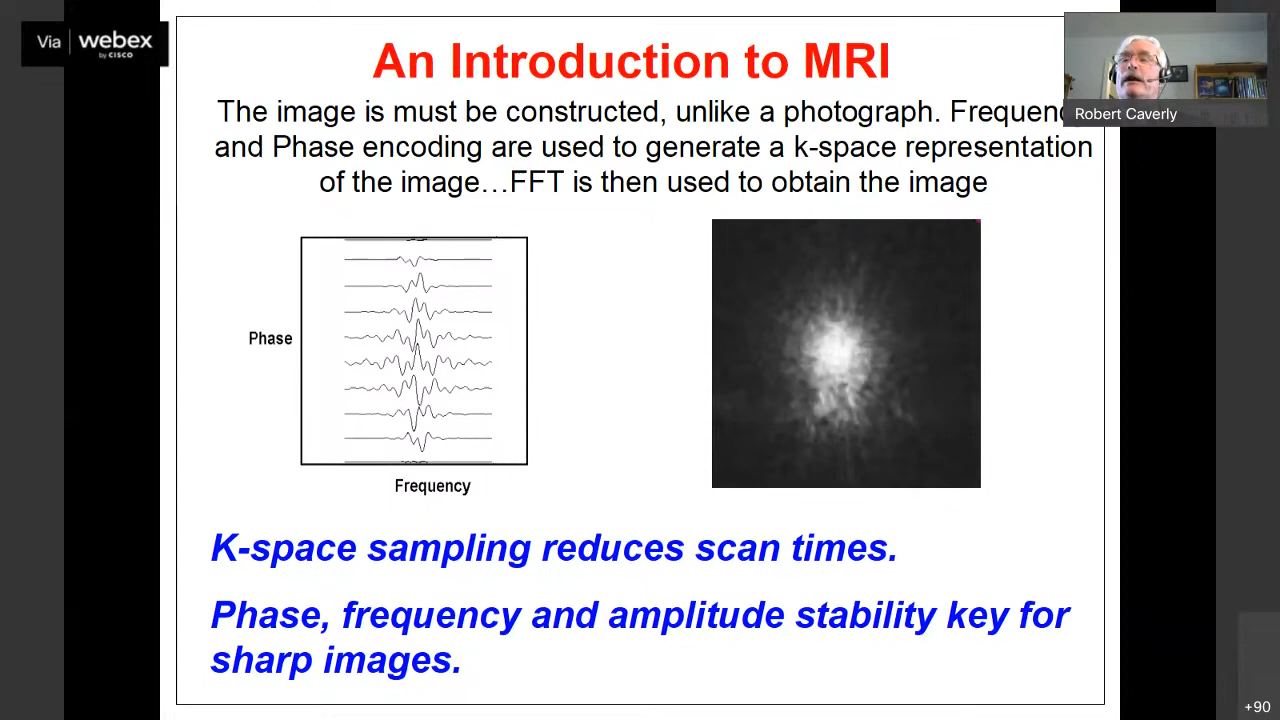 Via webex
by CISCO
An Introduction to MRI
Robert Caverly
The image is must be constructed, unlike a photograph.
and Phase encoding are used to generate a k-space representation
of the image…FFT is then used to obtain the image
Phase
Frequency
K-space sampling reduces scan times.
Phase, frequency and amplitude stability key for
sharp images.
+90